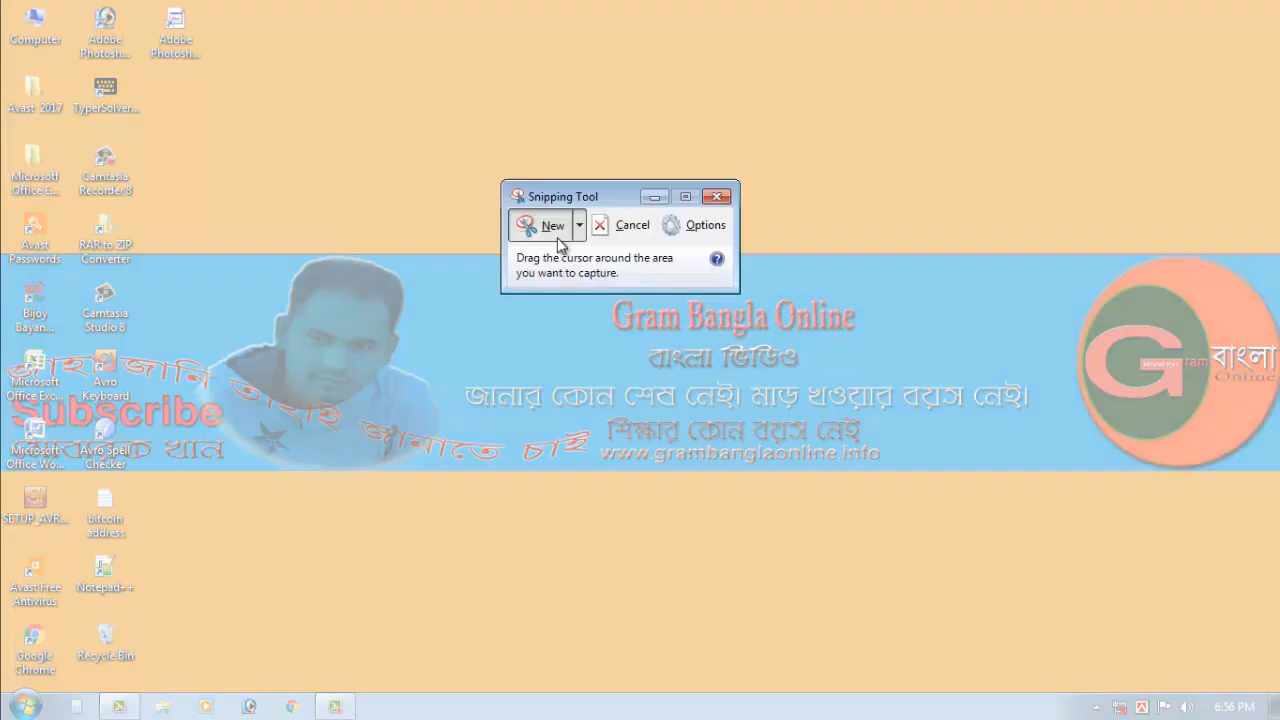 Computer
Adobe Photosh...
Adobe Photosh...
Avast 2017
TyperSolver...
Microsoft Office E...
Camtasia Recorder 8
Avast Passwords
RAR to ZIP Converter
Bijoy Bayan...
Camtasia Studio 8
Microsoft Office Exc...
Avro Keyboard
Microsoft Office Wo...
Avro Spell Checker
SETUP_AVR...
bitcoin address
Avast Free Antivirus
Notepad++
Google Chrome
Recycle Bin
Snipping Tool
New
Cancel
Options
Drag the cursor around the area
you want to capture.
Gram Bangla Online
বাংলা ভিডিও
জানার কোন শেষ নেই। মাড় খওয়ার বয়স নেই।
শিক্ষার কোন বয়স নেই
www.grambanglaonline.info
জানি তাহাই জানাতে চাই
Subscribe
খান
G
ram বাংলা
Online
6:56 PM